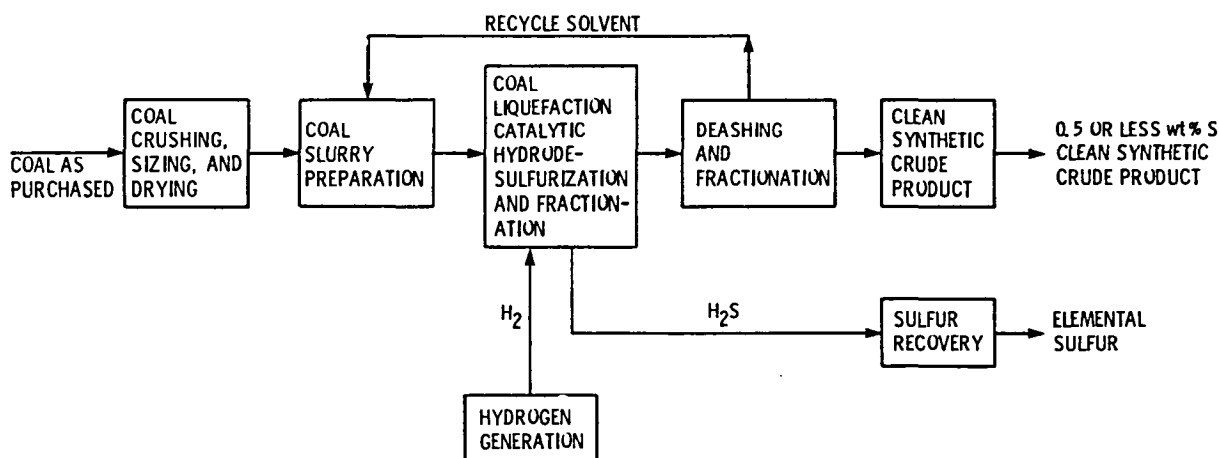 RECYCLE SOLVENT
COAL AS
PURCHASED
COAL
CRUSHING,
SIZING, AND
DRYING
COAL
SLURRY
PREPARATION
COAL
LIQUEFACTION
CATALYTIC
HYDRODE-
SULFURIZATION
AND FRACTION-
ATION
DEASHING
AND
FRACTIONATION
CLEAN
SYNTHETIC
CRUDE
PRODUCT
0.5 OR LESS wt% S
CLEAN SYNTHETIC
CRUDE PRODUCT
H2
H2S
SULFUR
RECOVERY
ELEMENTAL
SULFUR
HYDROGEN
GENERATION